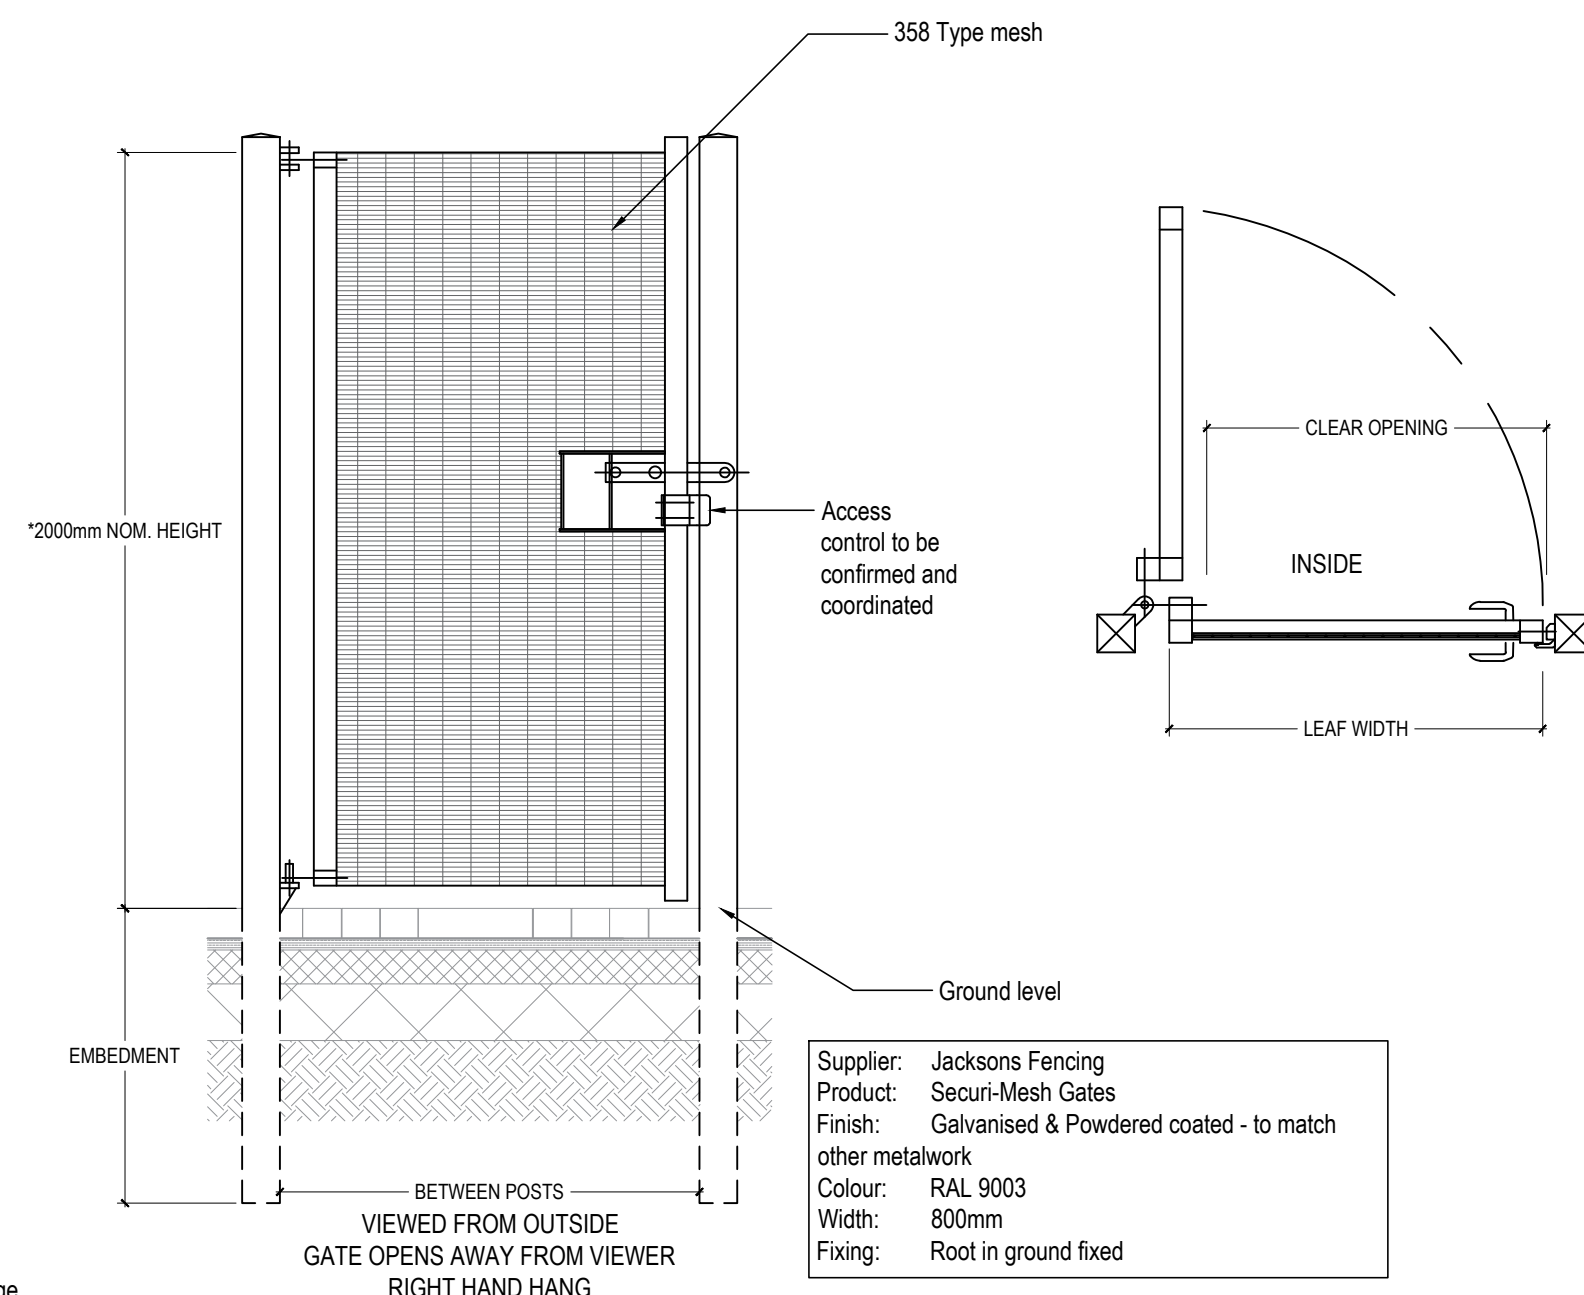 358 Type mesh
CLEAR OPENING
*2000mm NOM. HEIGHT
Access
control to be
confirmed and
coordinated
INSIDE
LEAF WIDTH
Ground level
EMBEDMENT
Supplier: Jacksons Fencing
Product: Securi-Mesh Gates
Finish: Galvanised & Powdered coated - to match
other metalwork
Colour: RAL 9003
Width: 800mm
Fixing: Root in ground fixed
BETWEEN POSTS
VIEWED FROM OUTSIDE
GATE OPENS AWAY FROM VIEWER
RIGHT HAND HANG